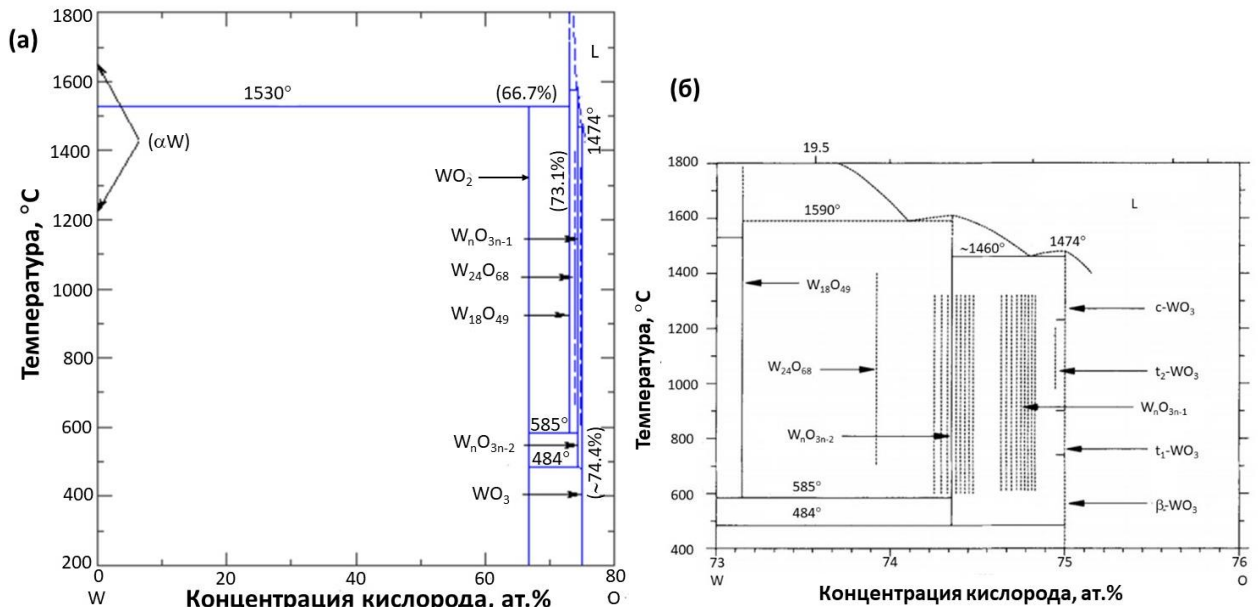 (а)
1800
1600
1400
1200
1000
800
600
400
200
Температура, °C
0
20
40
60
80
W
O
Концентрация кислорода, ат.%
L
1530°
(66.7%)
1474°
(αW)
(73.1%)
WO₂
WₙO₃ₙ₋₁
W₂₄O₆₈
W₁₈O₄₉
585°
WₙO₃ₙ₋₂
484°
(~74.4%)
WO₃
(б)
1800
1600
1400
1200
1000
800
600
400
Температура, °C
73
74
75
76
W
O
Концентрация кислорода, ат.%
19.5
L
1590°
~1460°
1474°
W₁₈O₄₉
c-WO₃
W₂₄O₆₈
t₂-WO₃
WₙO₃ₙ₋₁
WₙO₃ₙ₋₂
t₁-WO₃
585°
β-WO₃
484°